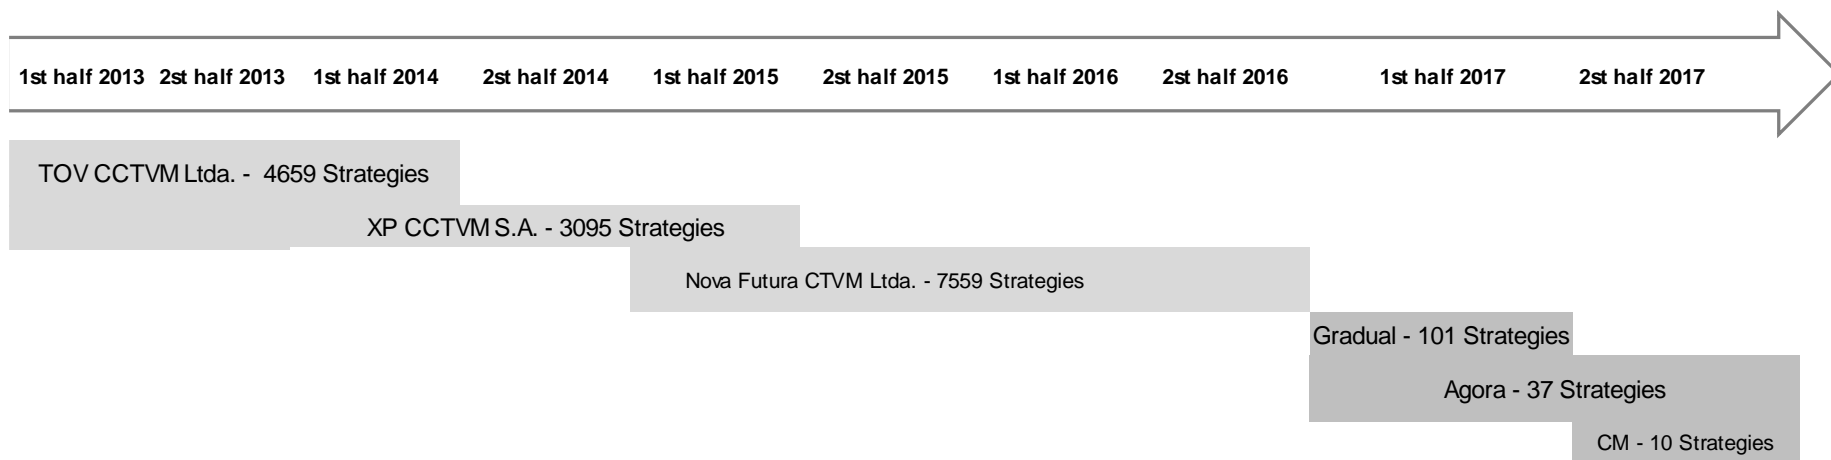 1st half 2013 2st half 2013 1st half 2014 2st half 2014 1st half 2015 2st half 2015 1st half 2016 2st half 2016 1st half 2017 2st half 2017
TOV CCTVM Ltda. - 4659 Strategies
XP CCTVM S.A. - 3095 Strategies
Nova Futura CTVM Ltda. - 7559 Strategies
Gradual - 101 Strategies
Agora - 37 Strategies
CM - 10 Strategies